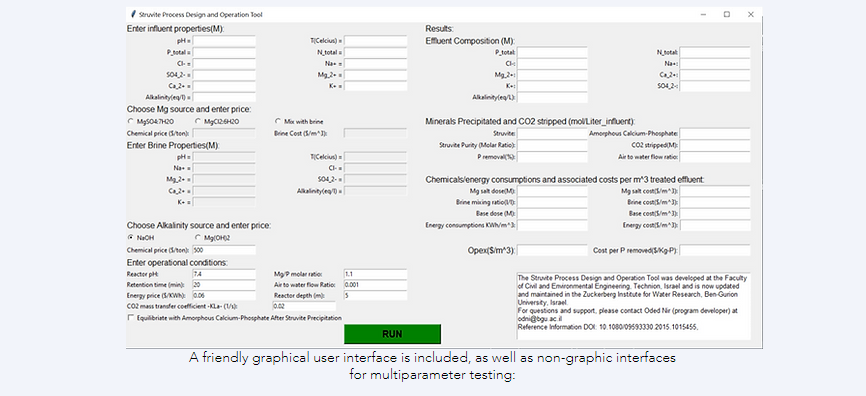 Struvite Process Design and Operation Tool
Enter influent properties(M):
pH =
T(Celcius) =
P_total =
N_total =
Cl- =
Na+ =
SO4_2- =
Mg_2+ =
Ca_2+ =
K+ =
Alkalinity(eq/l) =
Choose Mg source and enter price:
MgSO4:7H2O
MgCl2:6H2O
Mix with brine
Chemical price ($/ton):
Brine Cost ($/m^3):
Enter Brine Properties(M):
pH =
T(Celcius) =
Na+ =
Cl- =
Mg_2+ =
SO4_2- =
Ca_2+ =
Alkalinity(eq/l) =
K+ =
Choose Alkalinity source and enter price:
NaOH
Mg(OH)2
Chemical price ($/ton): 500
Enter operational conditions:
Reactor pH: 7.4
Mg/P molar ratio: 1.1
Retention time (min): 20
Air to water flow Ratio: 0.001
Energy price ($/KWh): 0.06
Reactor depth (m): 5
CO2 mass transfer coefficient -KLa- (1/s): 0.02
Equilibriate with Amorphous Calcium-Phosphate After Struvite Precipitation
RUN
Results:
Effluent Composition (M):
P_total:
N_total:
Cl-:
Na+:
Mg_2+:
Ca_2+:
K+:
SO4_2-:
Alkalinity(eq/L):
Minerals Precipitated and CO2 stripped (mol/Liter_influent):
Struvite:
Amorphous Calcium-Phosphate:
Struvite Purity (Molar Ratio):
CO2 stripped(M):
P removal(%):
Air to water flow ratio:
Chemicals/energy consumptions and associated costs per m^3 treated effluent:
Mg salt dose(M):
Mg salt cost($/m^3):
Brine mixing ratio(l/l):
Brine cost($/m^3):
Base dose (M):
Base cost($/m^3):
Energy consumptions KWh/m^3:
Energy cost($/m^3):
Opex($/m^3):
Cost per P removed($/Kg-P):
The Struvite Process Design and Operation Tool was developed at the Faculty
of Civil and Environmental Engineering, Technion, Israel and is now updated
and maintained in the Zuckerberg Institute for Water Research, Ben-Gurion
University, Israel.
For questions and support, please contact Oded Nir (program developer) at
odni@bgu.ac.il
Reference Information DOI: 10.1080/09593330.2015.1015455,
A friendly graphical user interface is included, as well as non-graphic interfaces
for multiparameter testing: